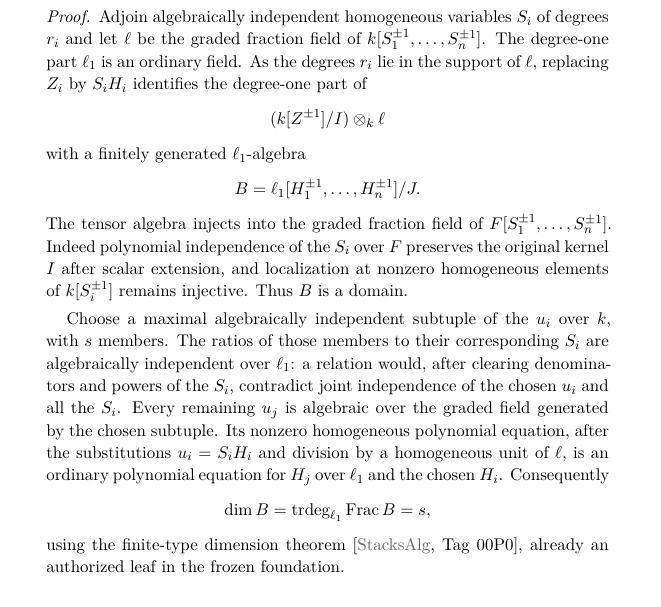 Proof. Adjoin algebraically independent homogeneous variables S_i of degrees
r_i and let ℓ be the graded fraction field of k[S_1^{±1}, . . . , S_n^{±1}]. The degree-one
part ℓ_1 is an ordinary field. As the degrees r_i lie in the support of ℓ, replacing
Z_i by S_iH_i identifies the degree-one part of
(k[Z^{±1}]/I) ⊗_k ℓ
with a finitely generated ℓ_1-algebra
B = ℓ_1[H_1^{±1}, . . . , H_n^{±1}]/J.
The tensor algebra injects into the graded fraction field of F[S_1^{±1}, . . . , S_n^{±1}].
Indeed polynomial independence of the S_i over F preserves the original kernel
I after scalar extension, and localization at nonzero homogeneous elements
of k[S_i^{±1}] remains injective. Thus B is a domain.
Choose a maximal algebraically independent subtuple of the u_i over k,
with s members. The ratios of those members to their corresponding S_i are
algebraically independent over ℓ_1: a relation would, after clearing denomina-
tors and powers of the S_i, contradict joint independence of the chosen u_i and
all the S_i. Every remaining u_j is algebraic over the graded field generated
by the chosen subtuple. Its nonzero homogeneous polynomial equation, after
the substitutions u_i = S_iH_i and division by a homogeneous unit of ℓ, is an
ordinary polynomial equation for H_j over ℓ_1 and the chosen H_i. Consequently
dim B = trdeg_{ℓ_1} Frac B = s,
using the finite-type dimension theorem [StacksAlg, Tag 00P0], already an
authorized leaf in the frozen foundation.